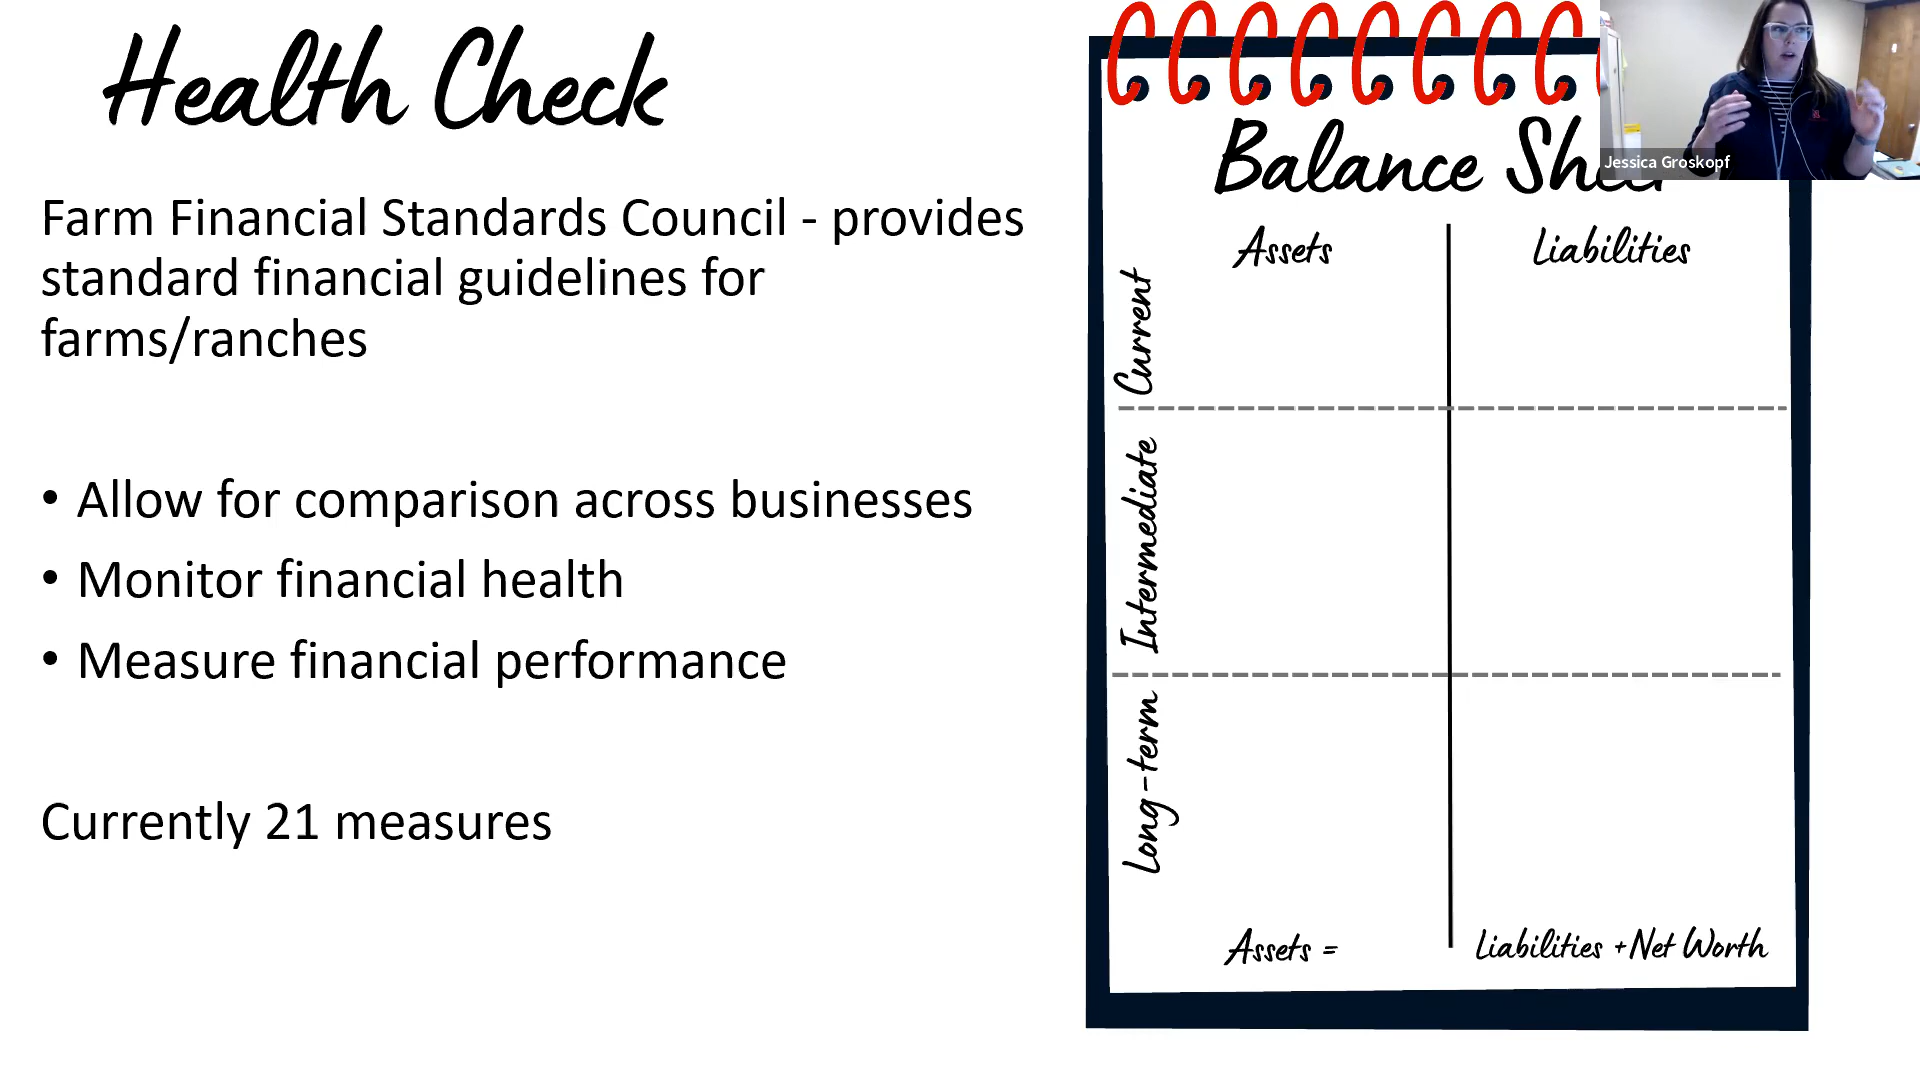 Health Check
Farm Financial Standards Council - provides
standard financial guidelines for
farms/ranches
• Allow for comparison across businesses
• Monitor financial health
• Measure financial performance
Currently 21 measures
Balance Sheet
Assets
Liabilities
Current
Intermediate
Long-term
Assets =
Liabilities +Net Worth
Jessica Groskopf